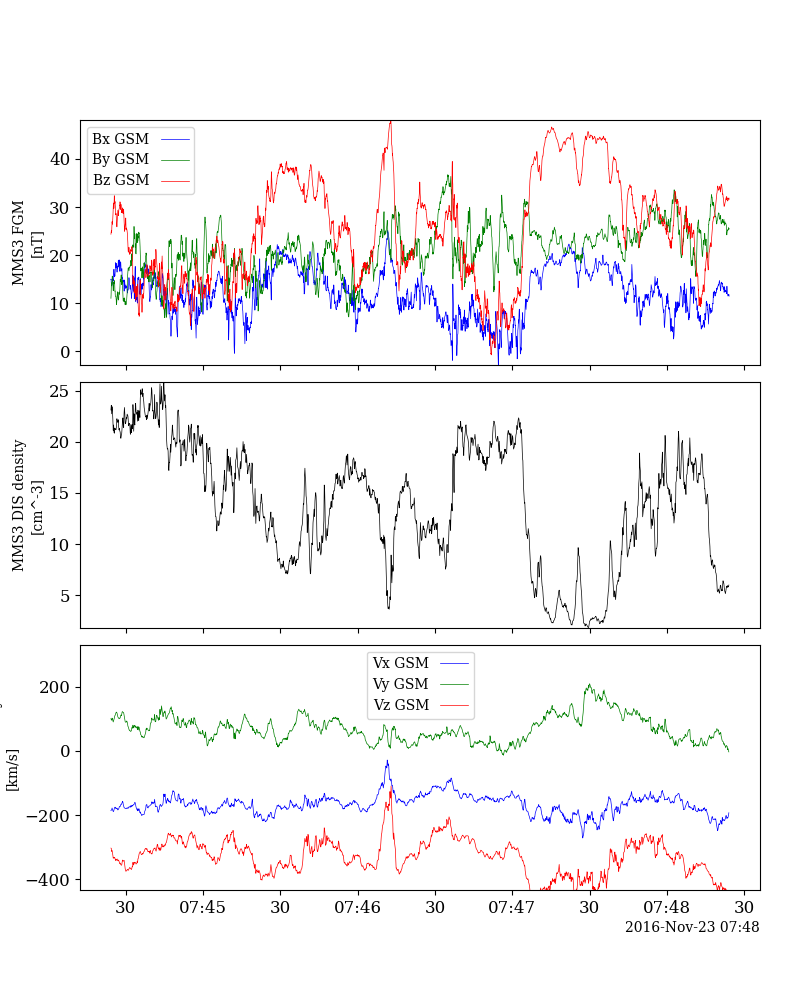 Bx GSM
By GSM
Bz GSM
40
30
20
10
0
MMS3 FGM
[nT]
25
20
15
10
5
MMS3 DIS density
[cm^-3]
Vx GSM
Vy GSM
Vz GSM
200
0
−200
−400
[km/s]
30 07:45 30 07:46 30 07:47 30 07:48 30
2016-Nov-23 07:48